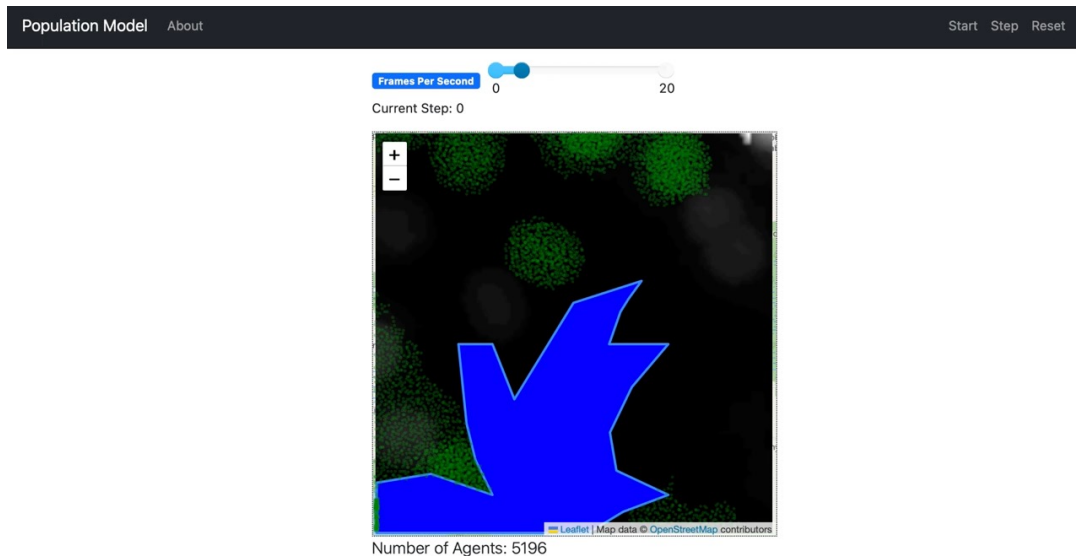 Population Model About Start Step Reset
Frames Per Second
0 20
Current Step: 0
+
−
Leaflet | Map data © OpenStreetMap contributors
Number of Agents: 5196